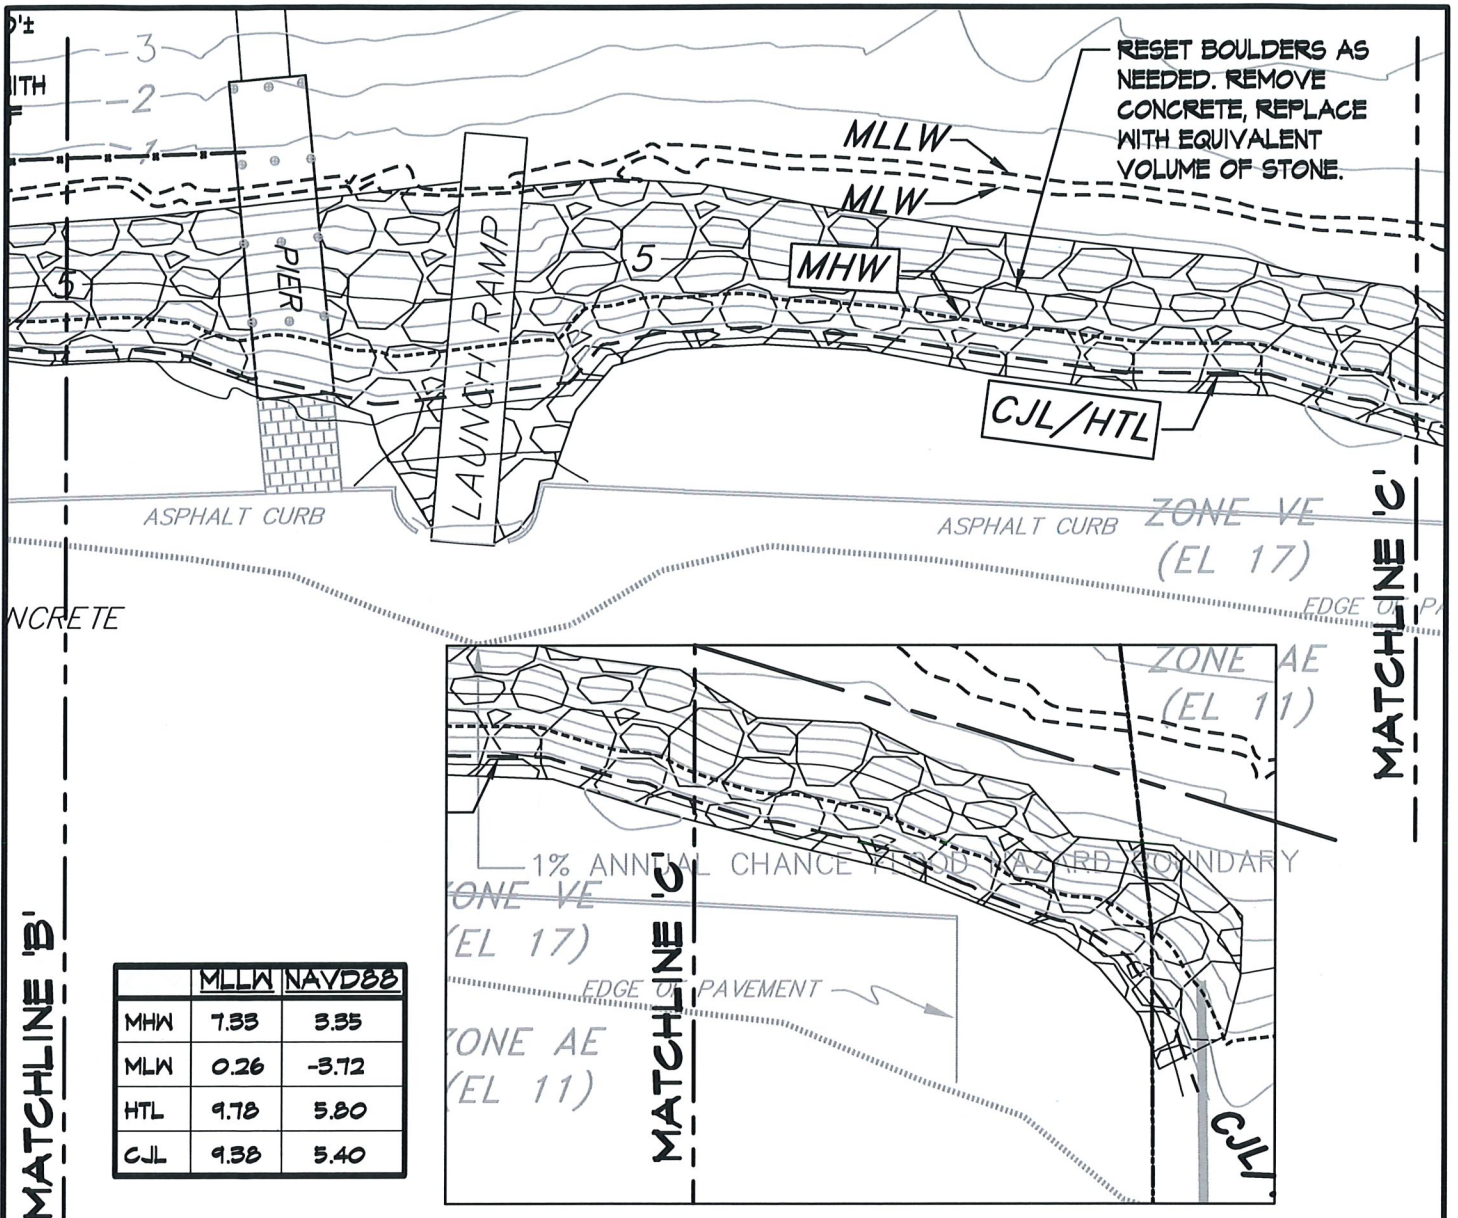 0'±
ITH
F
-3
-2
-1
RESET BOULDERS AS
NEEDED. REMOVE
CONCRETE, REPLACE
WITH EQUIVALENT
VOLUME OF STONE.
MLLW
MLW
MHW
CJL/HTL
PIER
LAUNCH RAMP
5
5
ASPHALT CURB
ASPHALT CURB
ZONE VE
(EL 17)
EDGE OF PA
NCRETE
ZONE AE
(EL 11)
MATCHLINE 'C'
1% ANNUAL CHANCE FLOOD HAZARD BOUNDARY
ZONE VE
(EL 17)
EDGE OF PAVEMENT
ZONE AE
(EL 11)
MATCHLINE 'C'
CJL/
MATCHLINE 'B'
MLLW NAVD88
MHW 7.33 3.35
MLW 0.26 -3.72
HTL 9.78 5.80
CJL 9.38 5.40